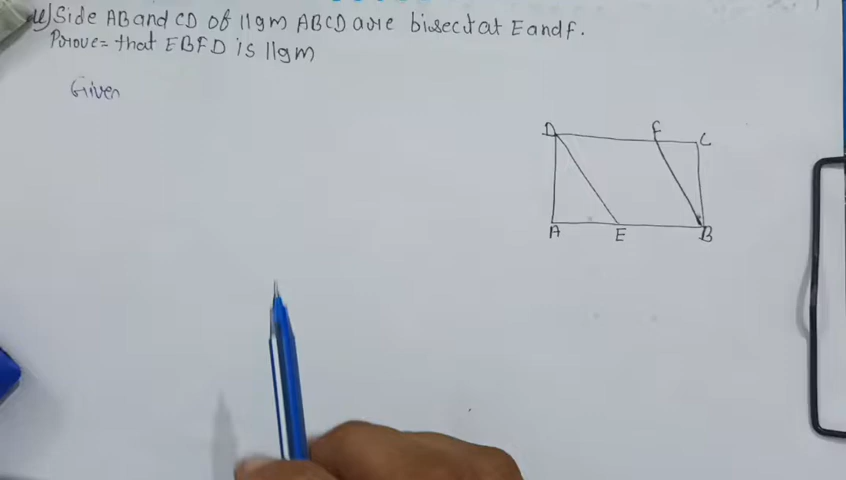 4) Side AB and CD of ||gm ABCD are bisect at E and F.
Prove= that EBFD is ||gm
Given
D F C
A E B